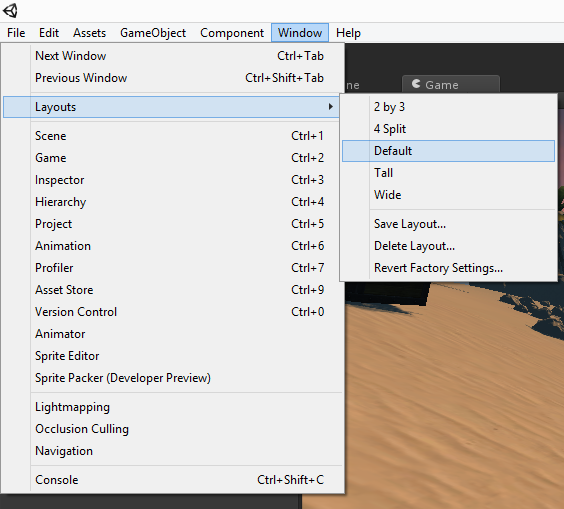 File Edit Assets GameObject Component Window Help
Next Window Ctrl+Tab
Previous Window Ctrl+Shift+Tab
Game
Layouts
2 by 3
4 Split
Default
Tall
Wide
Save Layout...
Delete Layout...
Revert Factory Settings...
Scene Ctrl+1
Game Ctrl+2
Inspector Ctrl+3
Hierarchy Ctrl+4
Project Ctrl+5
Animation Ctrl+6
Profiler Ctrl+7
Asset Store Ctrl+9
Version Control Ctrl+0
Animator
Sprite Editor
Sprite Packer (Developer Preview)
Lightmapping
Occlusion Culling
Navigation
Console Ctrl+Shift+C